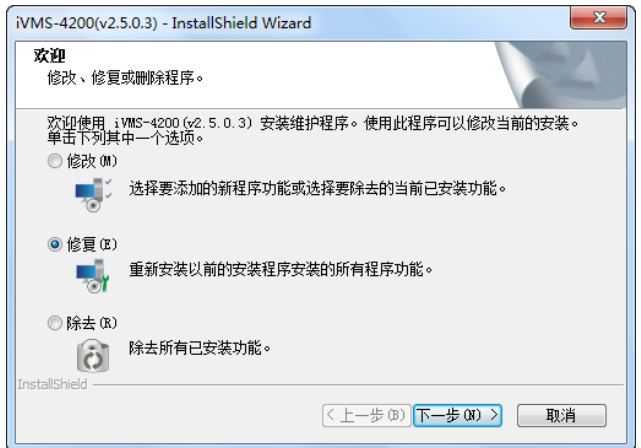 iVMS-4200(v2.5.0.3) - InstallShield Wizard
欢迎
修改、修复或删除程序。
欢迎使用 iVMS-4200(v2.5.0.3) 安装维护程序。使用此程序可以修改当前的安装。
单击下列其中一个选项。
修改(M)
选择要添加的新程序功能或选择要除去的当前已安装功能。
修复(E)
重新安装以前的安装程序安装的所有程序功能。
除去(R)
除去所有已安装功能。
InstallShield
< 上一步(B) 下一步(N) > 取消